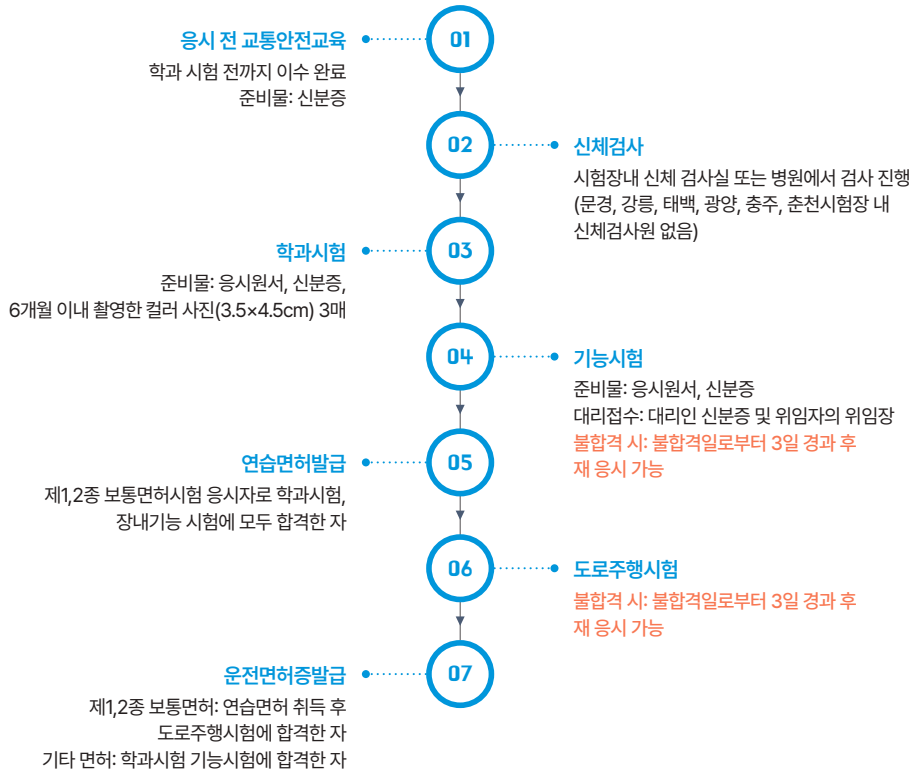 01
응시 전 교통안전교육
학과 시험 전까지 이수 완료
준비물: 신분증
02
신체검사
시험장내 신체 검사실 또는 병원에서 검사 진행
(문경, 강릉, 태백, 광양, 충주, 춘천시험장 내
신체검사원 없음)
03
학과시험
준비물: 응시원서, 신분증,
6개월 이내 촬영한 컬러 사진(3.5×4.5cm) 3매
04
기능시험
준비물: 응시원서, 신분증
대리접수: 대리인 신분증 및 위임자의 위임장
불합격 시: 불합격일로부터 3일 경과 후
재 응시 가능
05
연습면허발급
제1,2종 보통면허시험 응시자로 학과시험,
장내기능 시험에 모두 합격한 자
06
도로주행시험
불합격 시: 불합격일로부터 3일 경과 후
재 응시 가능
07
운전면허증발급
제1,2종 보통면허: 연습면허 취득 후
도로주행시험에 합격한 자
기타 면허: 학과시험 기능시험에 합격한 자